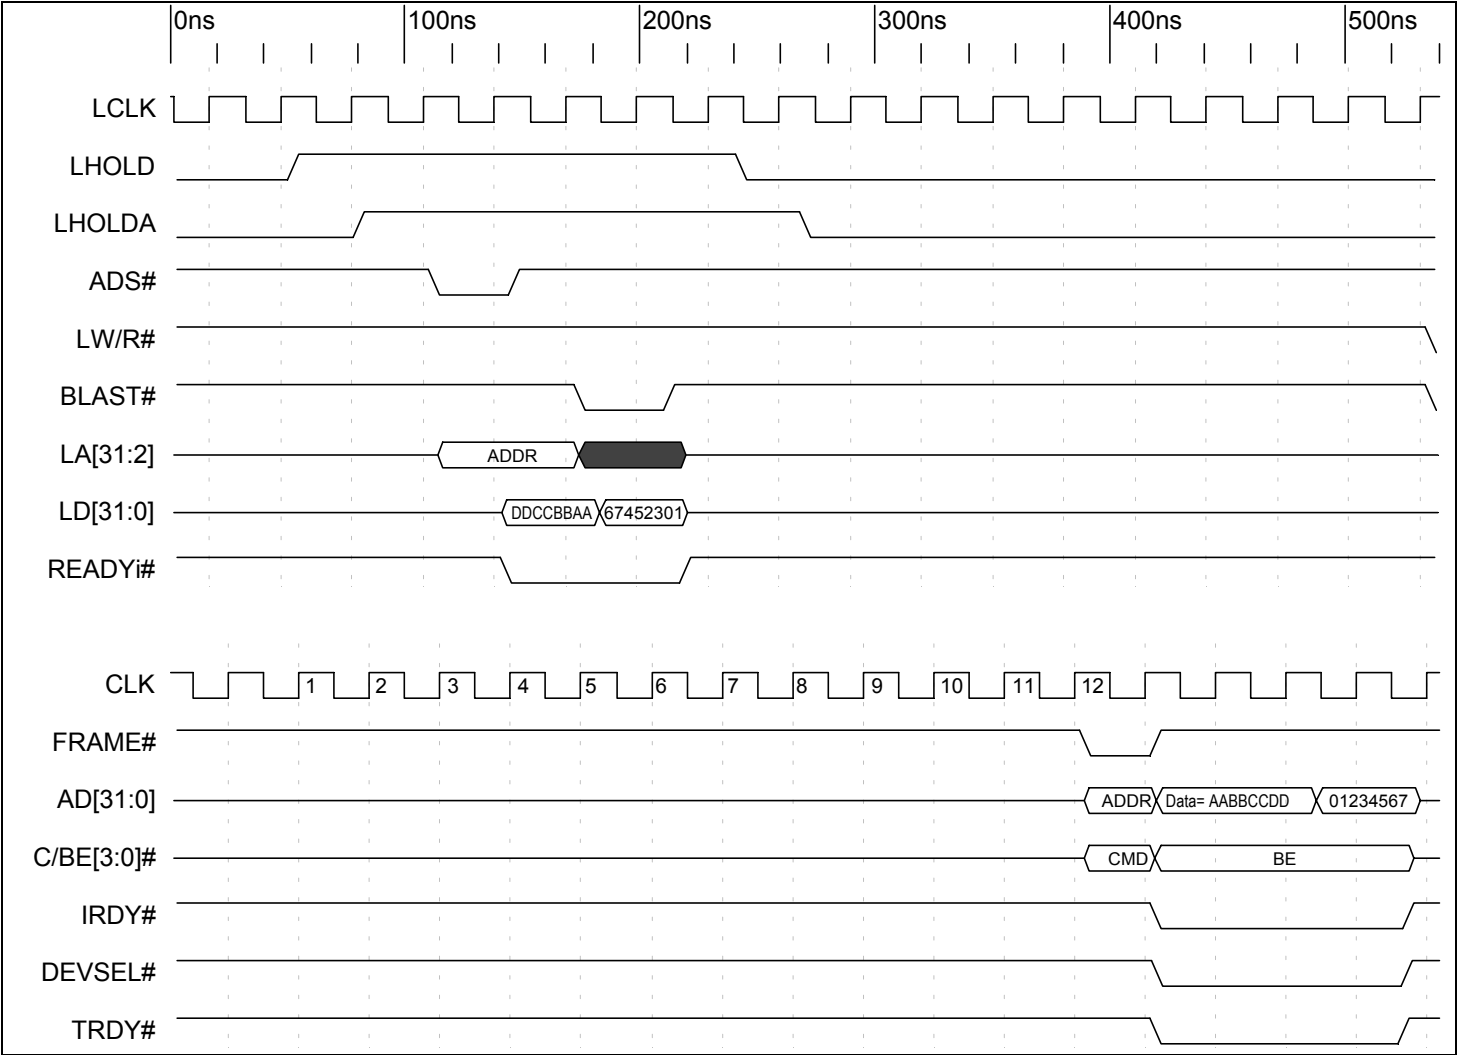 0ns 100ns 200ns 300ns 400ns 500ns
LCLK
LHOLD
LHOLDA
ADS#
LW/R#
BLAST#
LA[31:2] ADDR
LD[31:0] DDCCBBAA 67452301
READYi#
CLK 1 2 3 4 5 6 7 8 9 10 11 12
FRAME#
AD[31:0] ADDR Data= AABBCCDD 01234567
C/BE[3:0]# CMD BE
IRDY#
DEVSEL#
TRDY#